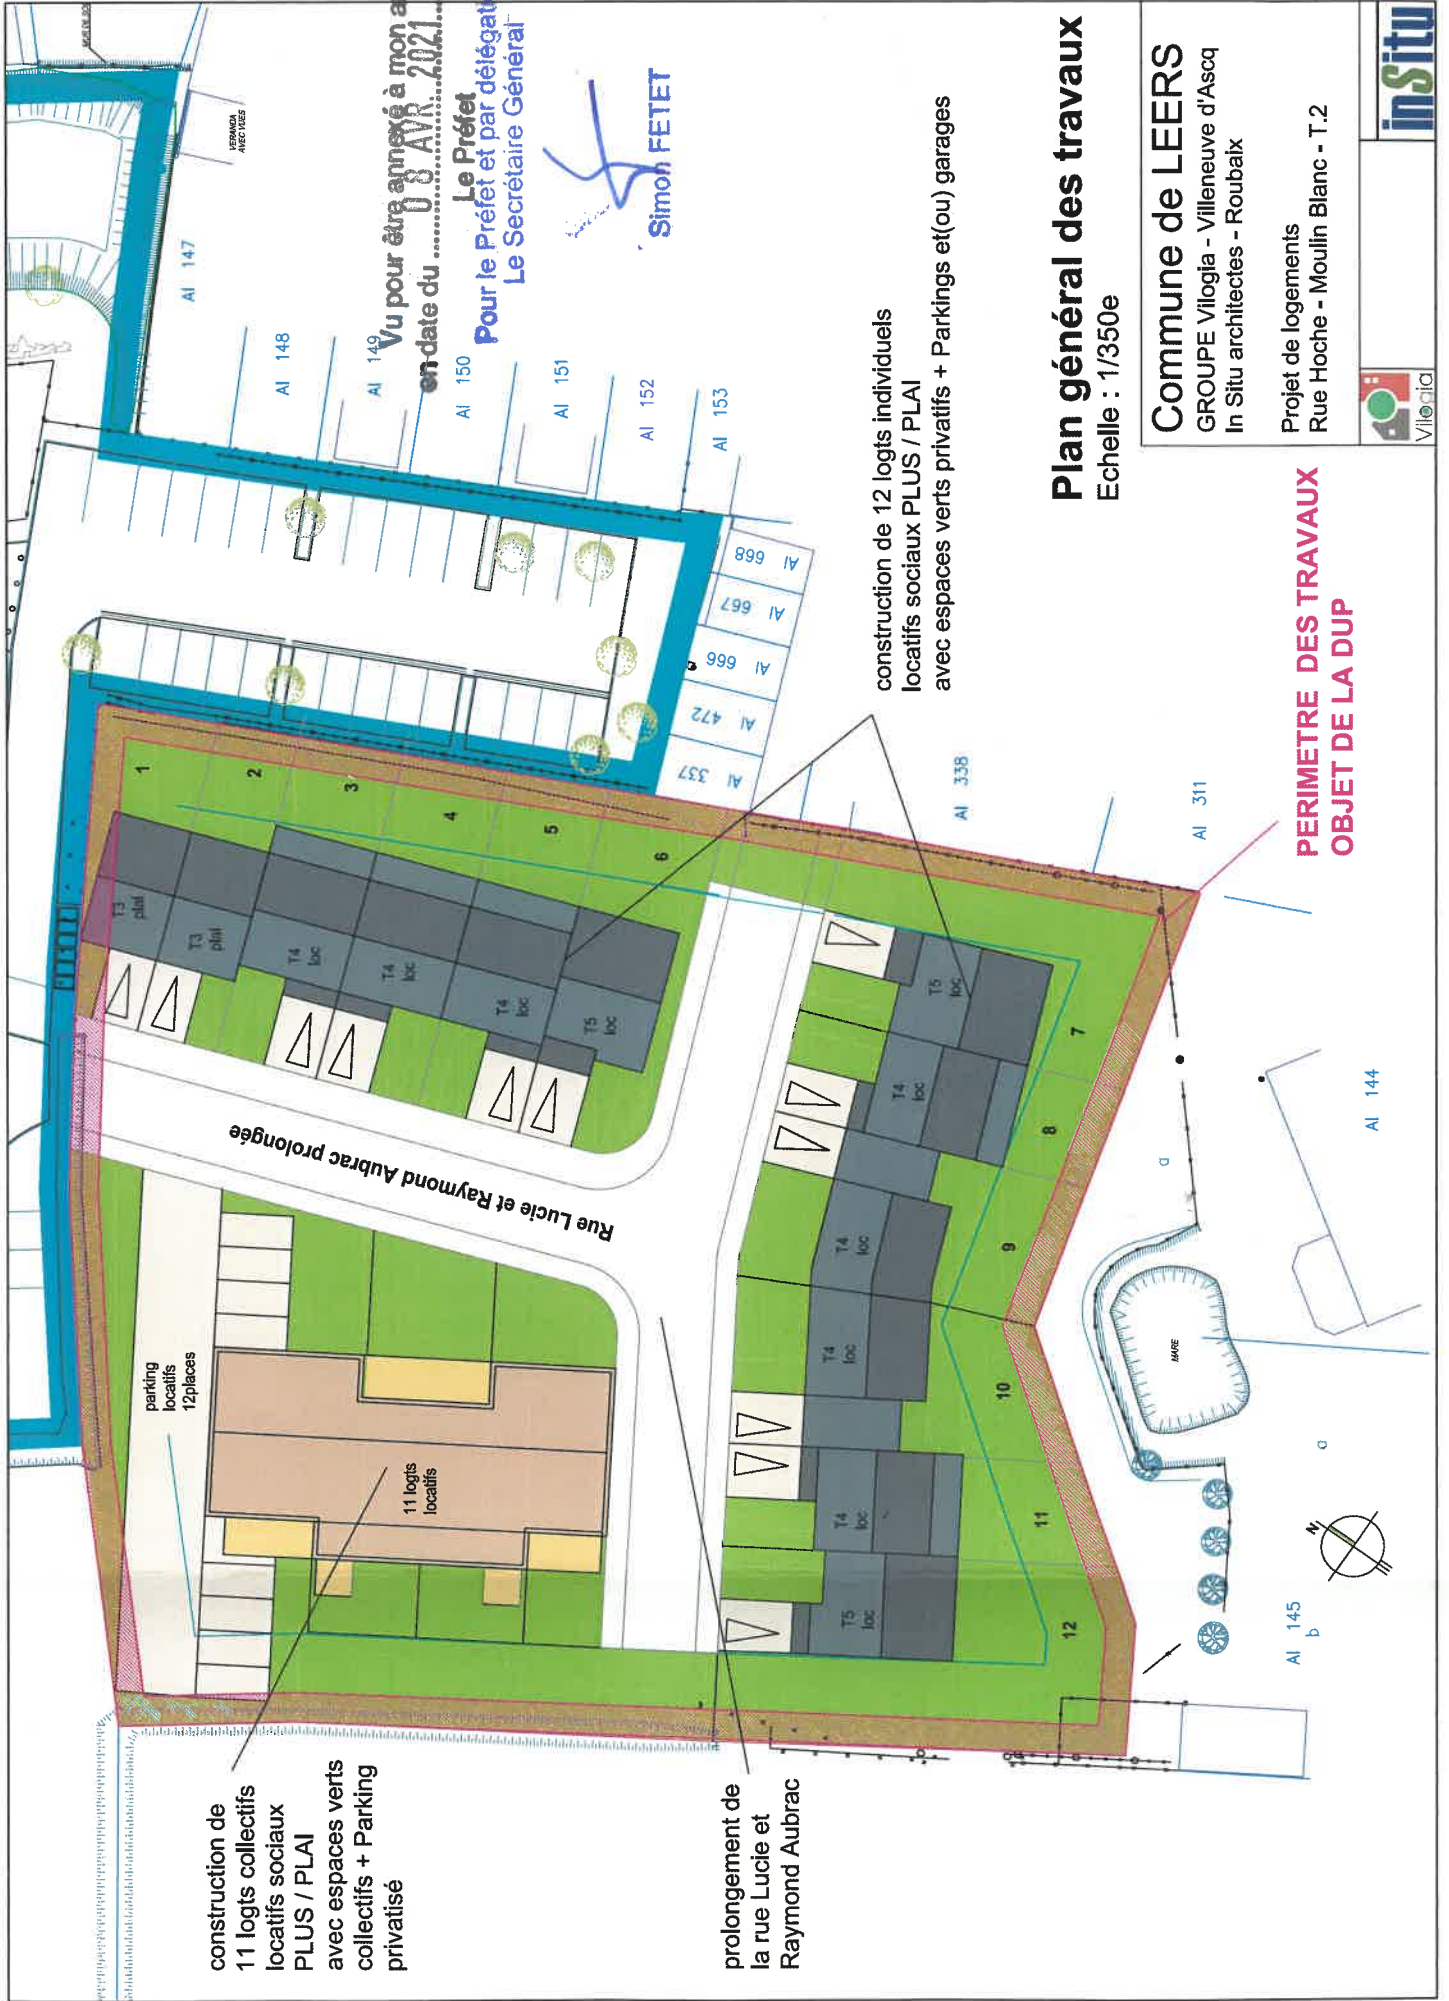 MUR DE SOU
VERANDA
AVEC VUES
AI 147
AI 148
AI 149
AI 150
AI 151
AI 152
AI 153
Vu pour être annexé à mon a
en date du 08 AVR. 2021
Le Préfet
Pour le Préfet et par délégati
Le Secrétaire Général
Simon FETET
AI 668
AI 667
AI 666
AI 472
AI 337
AI 338
AI 311
AI 144
AI 145
b
a
a
MARE
N
construction de 12 logts individuels
locatifs sociaux PLUS / PLAI
avec espaces verts privatifs + Parkings et(ou) garages
1
2
3
4
5
6
7
8
9
10
11
12
T3
plai
T3
plai
T4
loc
T4
loc
T4
loc
T5
loc
T5
loc
T4
loc
T4
loc
T4
loc
T4
loc
T5
loc
Rue Lucie et Raymond Aubrac prolongée
parking
locatifs
12places
11 logts
locatifs
construction de
11 logts collectifs
locatifs sociaux
PLUS / PLAI
avec espaces verts
collectifs + Parking
privatisé
prolongement de
la rue Lucie et
Raymond Aubrac
PERIMETRE DES TRAVAUX
OBJET DE LA DUP
Plan général des travaux
Echelle : 1/350e
Commune de LEERS
GROUPE Vilogia - Villeneuve d'Ascq
In Situ architectes - Roubaix
Projet de logements
Rue Hoche - Moulin Blanc - T.2
Vilogia
inSitu